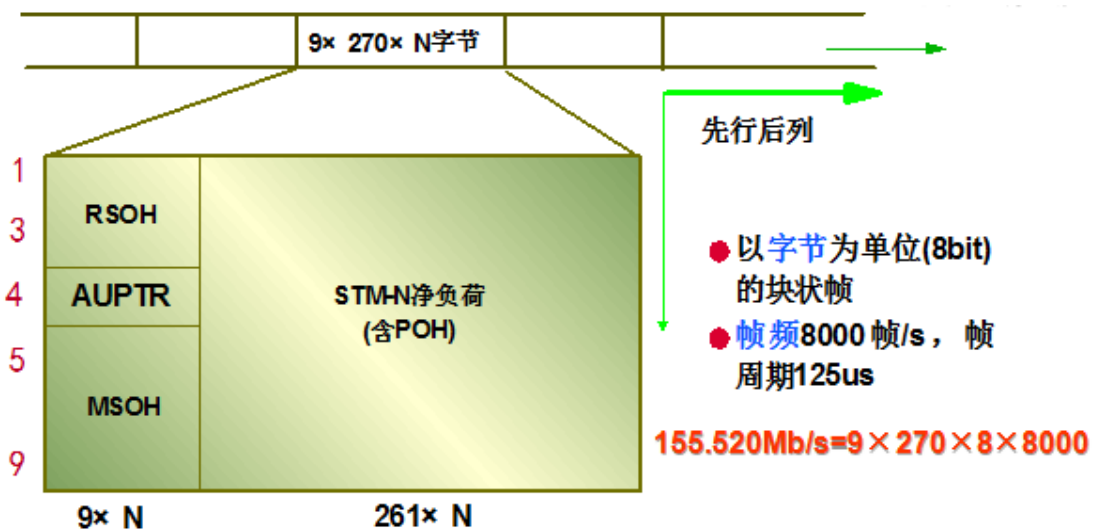 9× 270× N字节
先行后列
1
3
4
5
9
RSOH
AUPTR
MSOH
STM-N净负荷
(含POH)
以字节为单位(8bit)
的块状帧
帧频8000帧/s，帧
周期125us
155.520Mb/s=9×270×8×8000
9× N
261× N